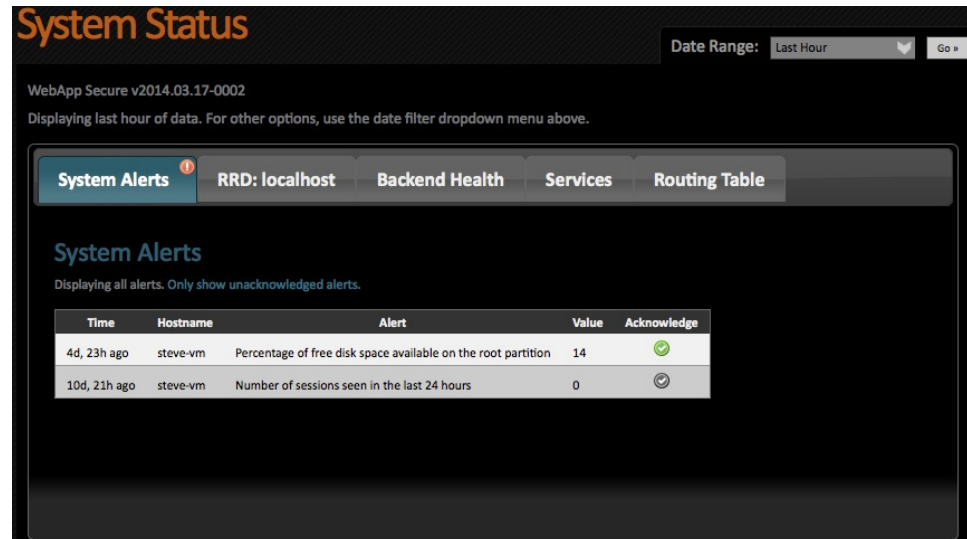 System Status
Date Range: Last Hour Go »
WebApp Secure v2014.03.17-0002
Displaying last hour of data. For other options, use the date filter dropdown menu above.
System Alerts RRD: localhost Backend Health Services Routing Table
System Alerts
Displaying all alerts. Only show unacknowledged alerts.
Time Hostname Alert Value Acknowledge
4d, 23h ago steve-vm Percentage of free disk space available on the root partition 14
10d, 21h ago steve-vm Number of sessions seen in the last 24 hours 0